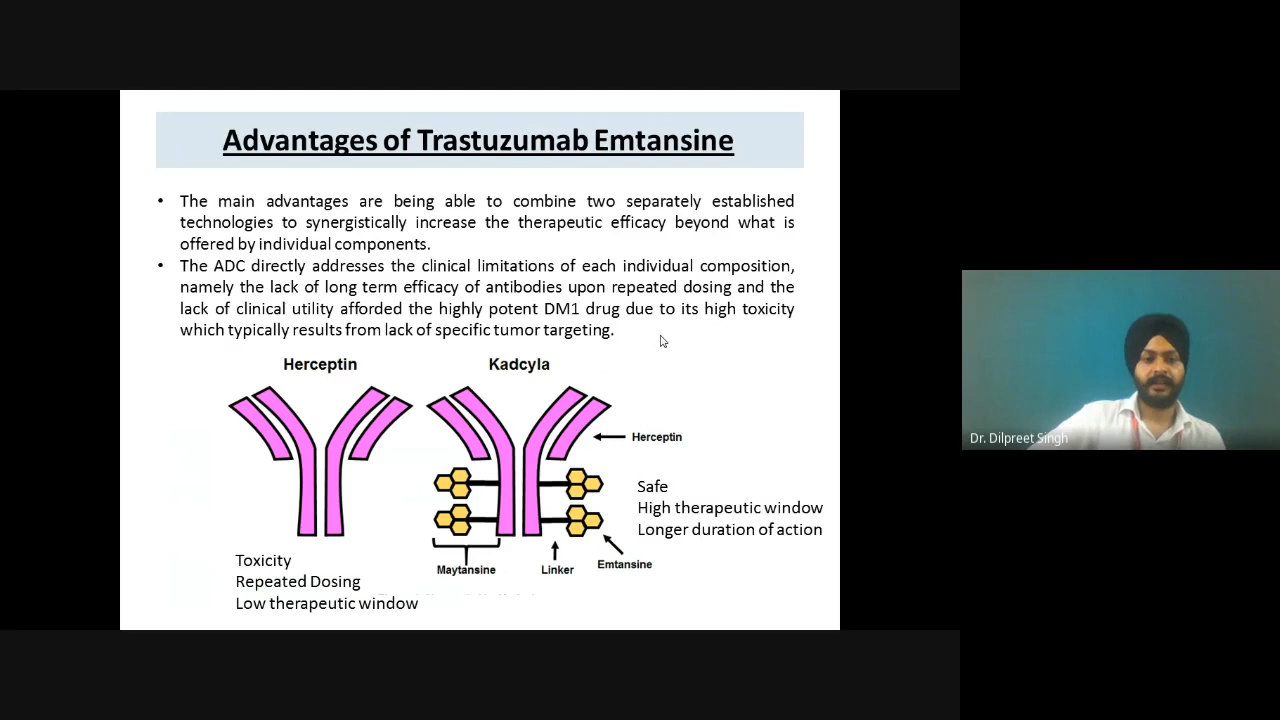 Advantages of Trastuzumab Emtansine
• The main advantages are being able to combine two separately established
technologies to synergistically increase the therapeutic efficacy beyond what is
offered by individual components.
• The ADC directly addresses the clinical limitations of each individual composition,
namely the lack of long term efficacy of antibodies upon repeated dosing and the
lack of clinical utility afforded the highly potent DM1 drug due to its high toxicity
which typically results from lack of specific tumor targeting.
Herceptin
Kadcyla
Herceptin
Safe
High therapeutic window
Longer duration of action
Maytansine
Linker
Emtansine
Toxicity
Repeated Dosing
Low therapeutic window
Dr. Dilpreet Singh